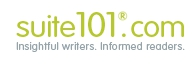 suite101®.com
Insightful writers. Informed readers.